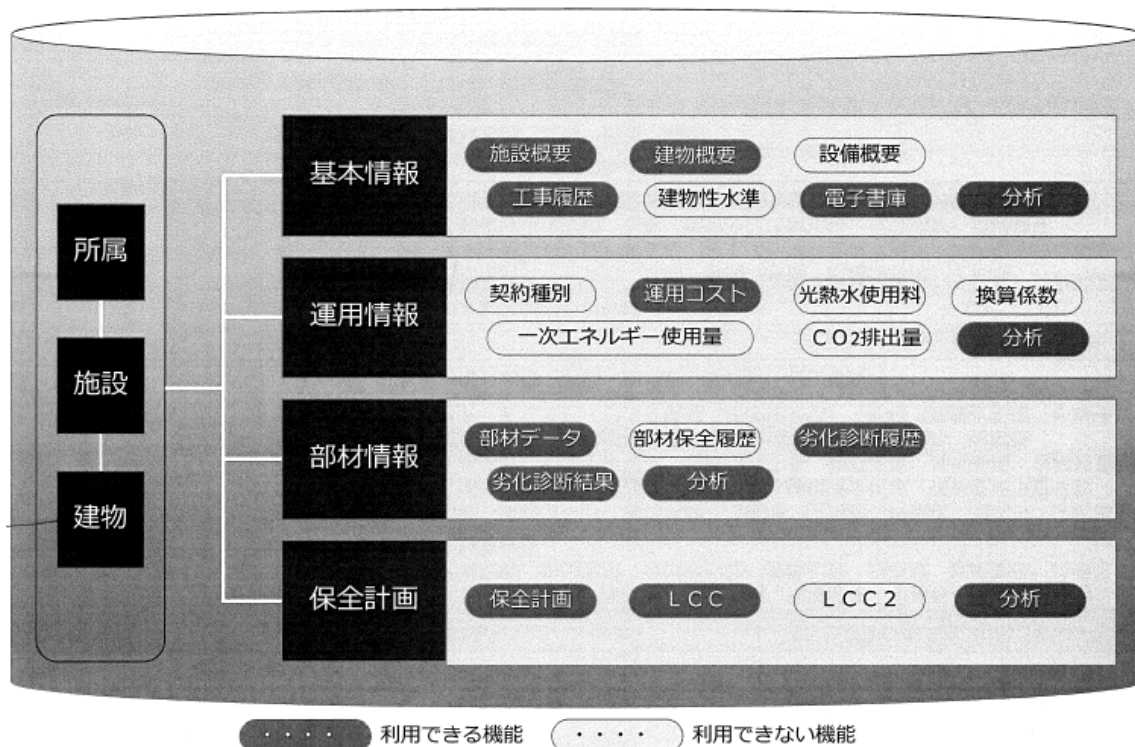 所属
施設
建物
基本情報
施設概要 建物概要 設備概要
工事履歴 建物性水準 電子書庫 分析
運用情報
契約種別 運用コスト 光熱水使用料 換算係数
一次エネルギー使用量 CO2排出量 分析
部材情報
部材データ 部材保全履歴 劣化診断履歴
劣化診断結果 分析
保全計画
保全計画 LCC LCC2 分析
・・・・ 利用できる機能 ・・・・ 利用できない機能